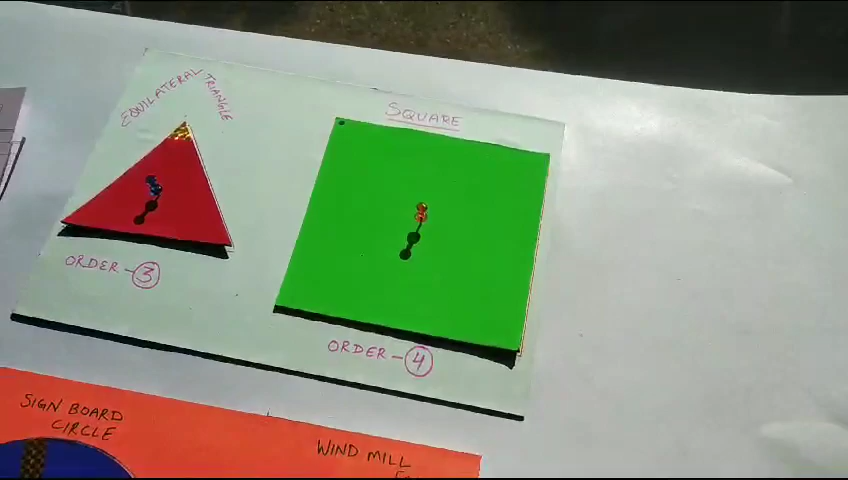 EQUILATERAL TRIANGLE
SQUARE
ORDER - 3
ORDER - 4
SIGN BOARD
CIRCLE
WIND MILL